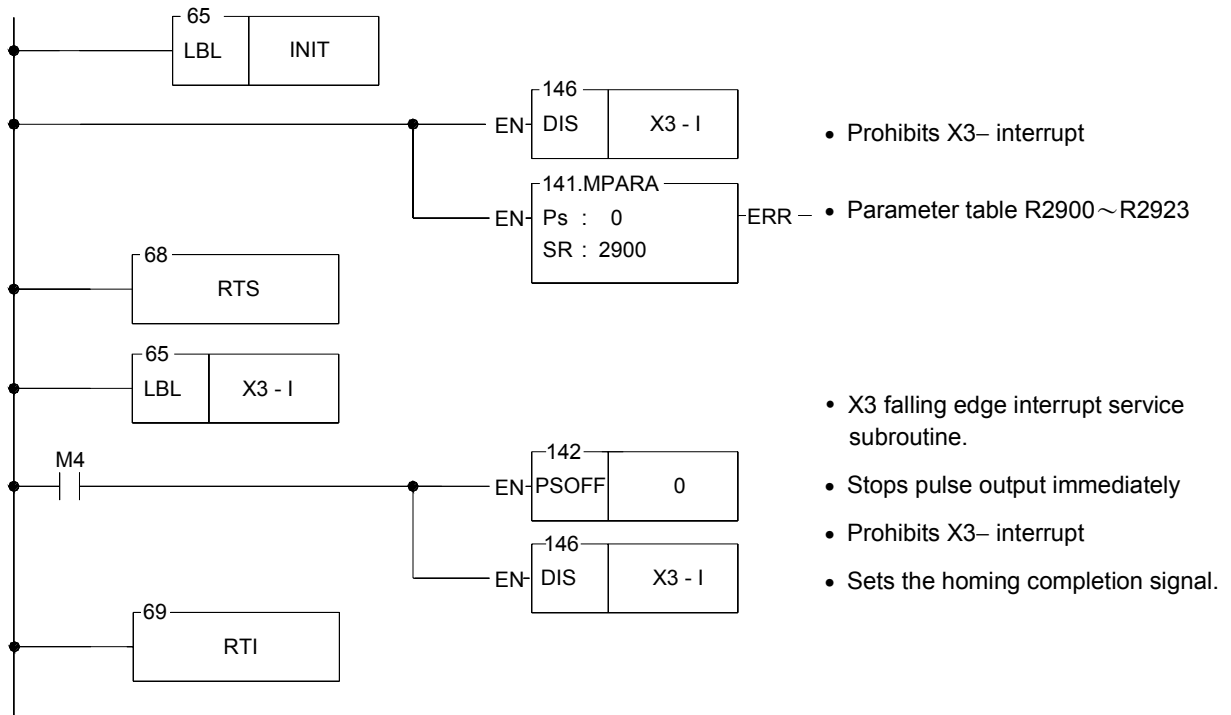 65
LBL INIT
146
EN DIS X3 - I
• Prohibits X3– interrupt
141.MPARA
EN Ps : 0 ERR
SR : 2900
• Parameter table R2900～R2923
68
RTS
65
LBL X3 - I
• X3 falling edge interrupt service
subroutine.
M4
142
EN PSOFF 0
• Stops pulse output immediately
• Prohibits X3– interrupt
146
EN DIS X3 - I
• Sets the homing completion signal.
69
RTI